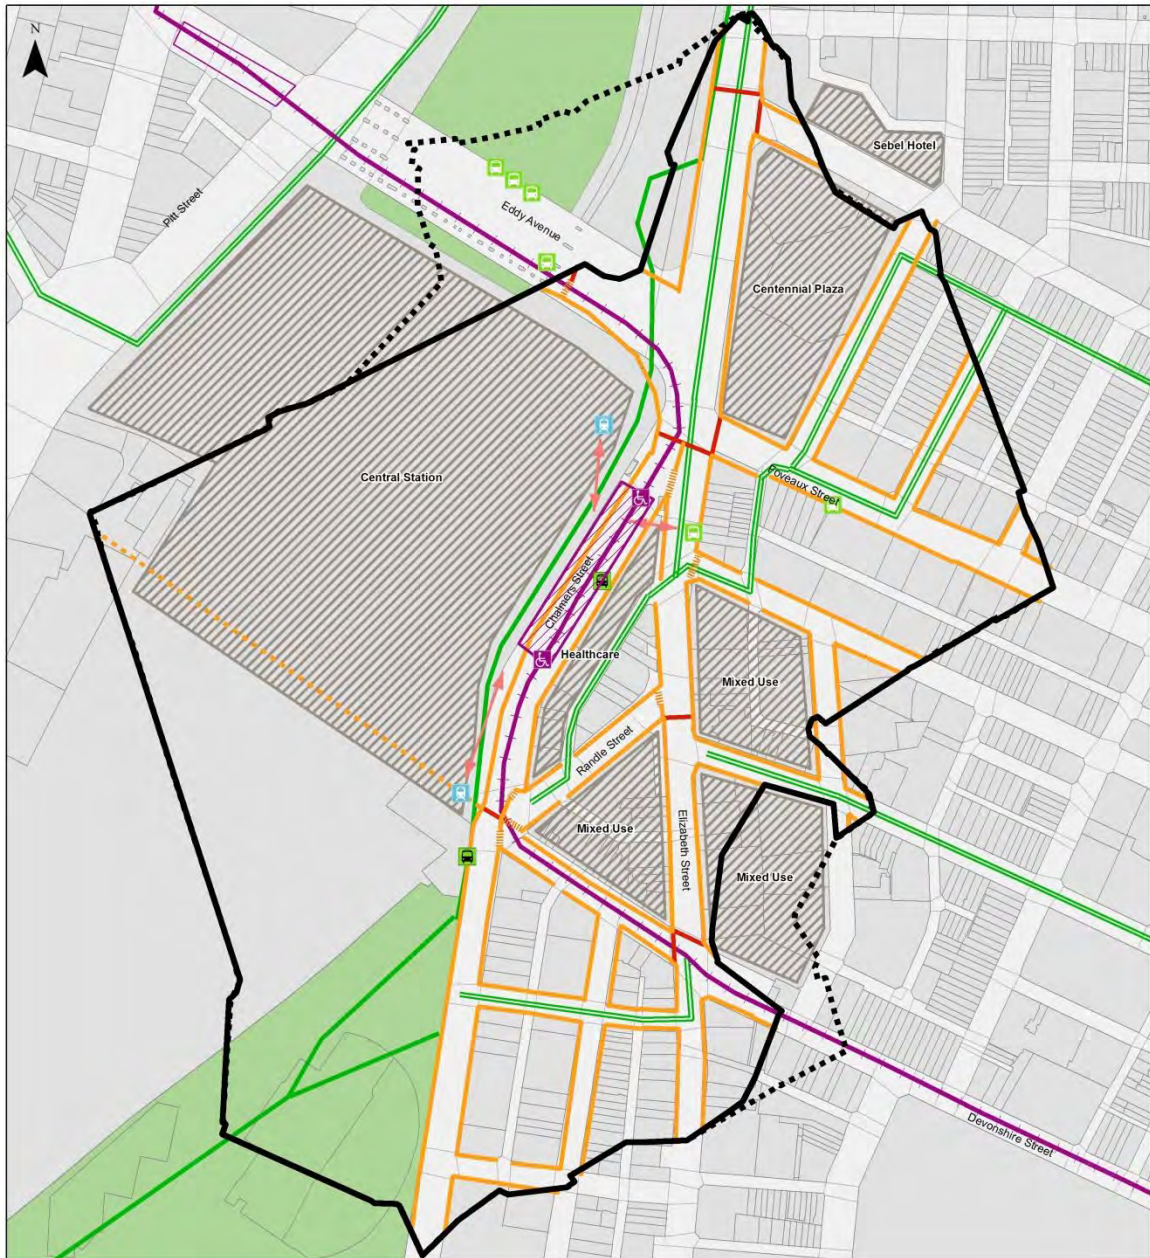 N
Sebel Hotel
Pitt Street
Eddy Avenue
Centennial Plaza
Central Station
Foveaux Street
Chalmers Street
Healthcare
Mixed Use
Randle Street
Mixed Use
Elizabeth Street
Mixed Use
Devonshire Street